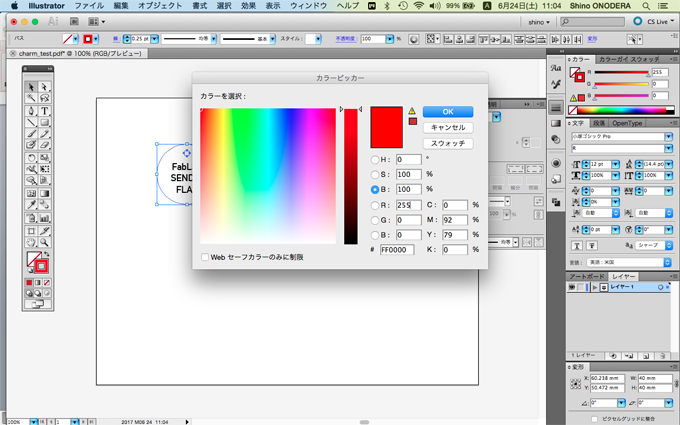 Illustrator ファイル 編集 オブジェクト 書式 選択 効果 表示 ウィンドウ ヘルプ 99% 6月24日(土) 11:04 Shino ONODERA
Ai Br shino CS Live
パス 線: 0.25 pt 均等 基本 スタイル: 不透明度: 100% 変形
charm_test.pdf* @ 100% (RGB/プレビュー)
カラーピッカー
カラーを選択:
OK
キャンセル
スウォッチ
H: 0 °
S: 100 %
B: 100 %
R: 255 C: 0 %
G: 0 M: 92 %
B: 0 Y: 79 %
# FF0000 K: 0 %
Web セーフカラーのみに制限
FabL
SEND
FLA
カラー カラーガイド スウォッチ
R 255
G 0
B 0
文字 段落 OpenType
小塚ゴシック Pro
R
12 pt (14.4 pt)
100% 100%
0 0
0%
自動 自動
0 pt 0°
シャープ
言語: 英語: 米国
アートボード レイヤー
レイヤー 1
1 レイヤー
変形
X: 60.238 mm W: 40 mm
Y: 50.472 mm H: 40 mm
0° 0°
ピクセルグリッドに整合
均等
100% 1 2017 M06 24 11:04